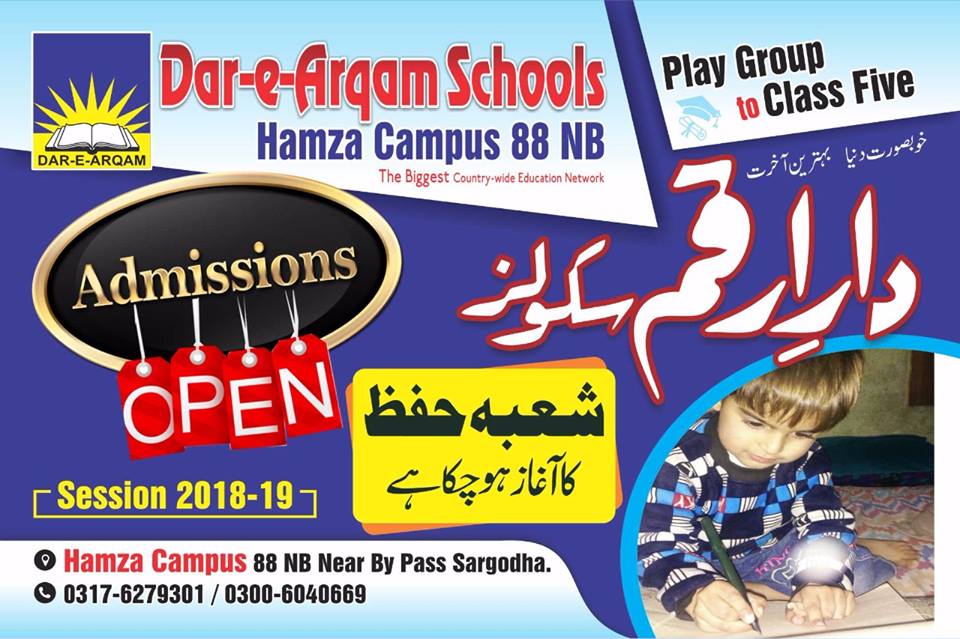 DAR-E-ARQAM
Dar-e-Arqam Schools
Hamza Campus 88 NB
The Biggest Country-wide Education Network
Play Group
to Class Five
خوبصورت دنیا بہترین آخرت
دارِارقم سکولز
Admissions
OPEN
شعبہ حفظ
کا آغاز ہو چکا ہے
Session 2018-19
Hamza Campus 88 NB Near By Pass Sargodha.
0317-6279301 / 0300-6040669